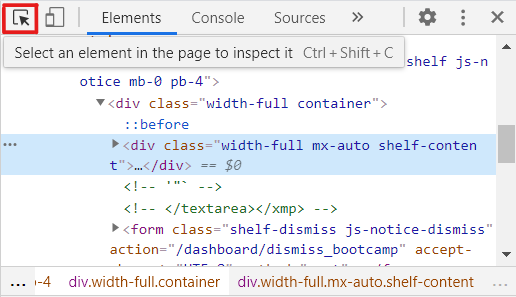 Elements Console Sources »
Select an element in the page to inspect it Ctrl + Shift + C
shelf js-n
otice mb-0 pb-4">
▼<div class="width-full container">
::before
… ▶<div class="width-full mx-auto shelf-conten
t">…</div> == $0
<!-- '"` -->
<!-- </textarea></xmp> -->
▶<form class="shelf-dismiss js-notice-dismiss"
action="/dashboard/dismiss_bootcamp" accept-
... p-4 div.width-full.container div.width-full.mx-auto.shelf-content ...